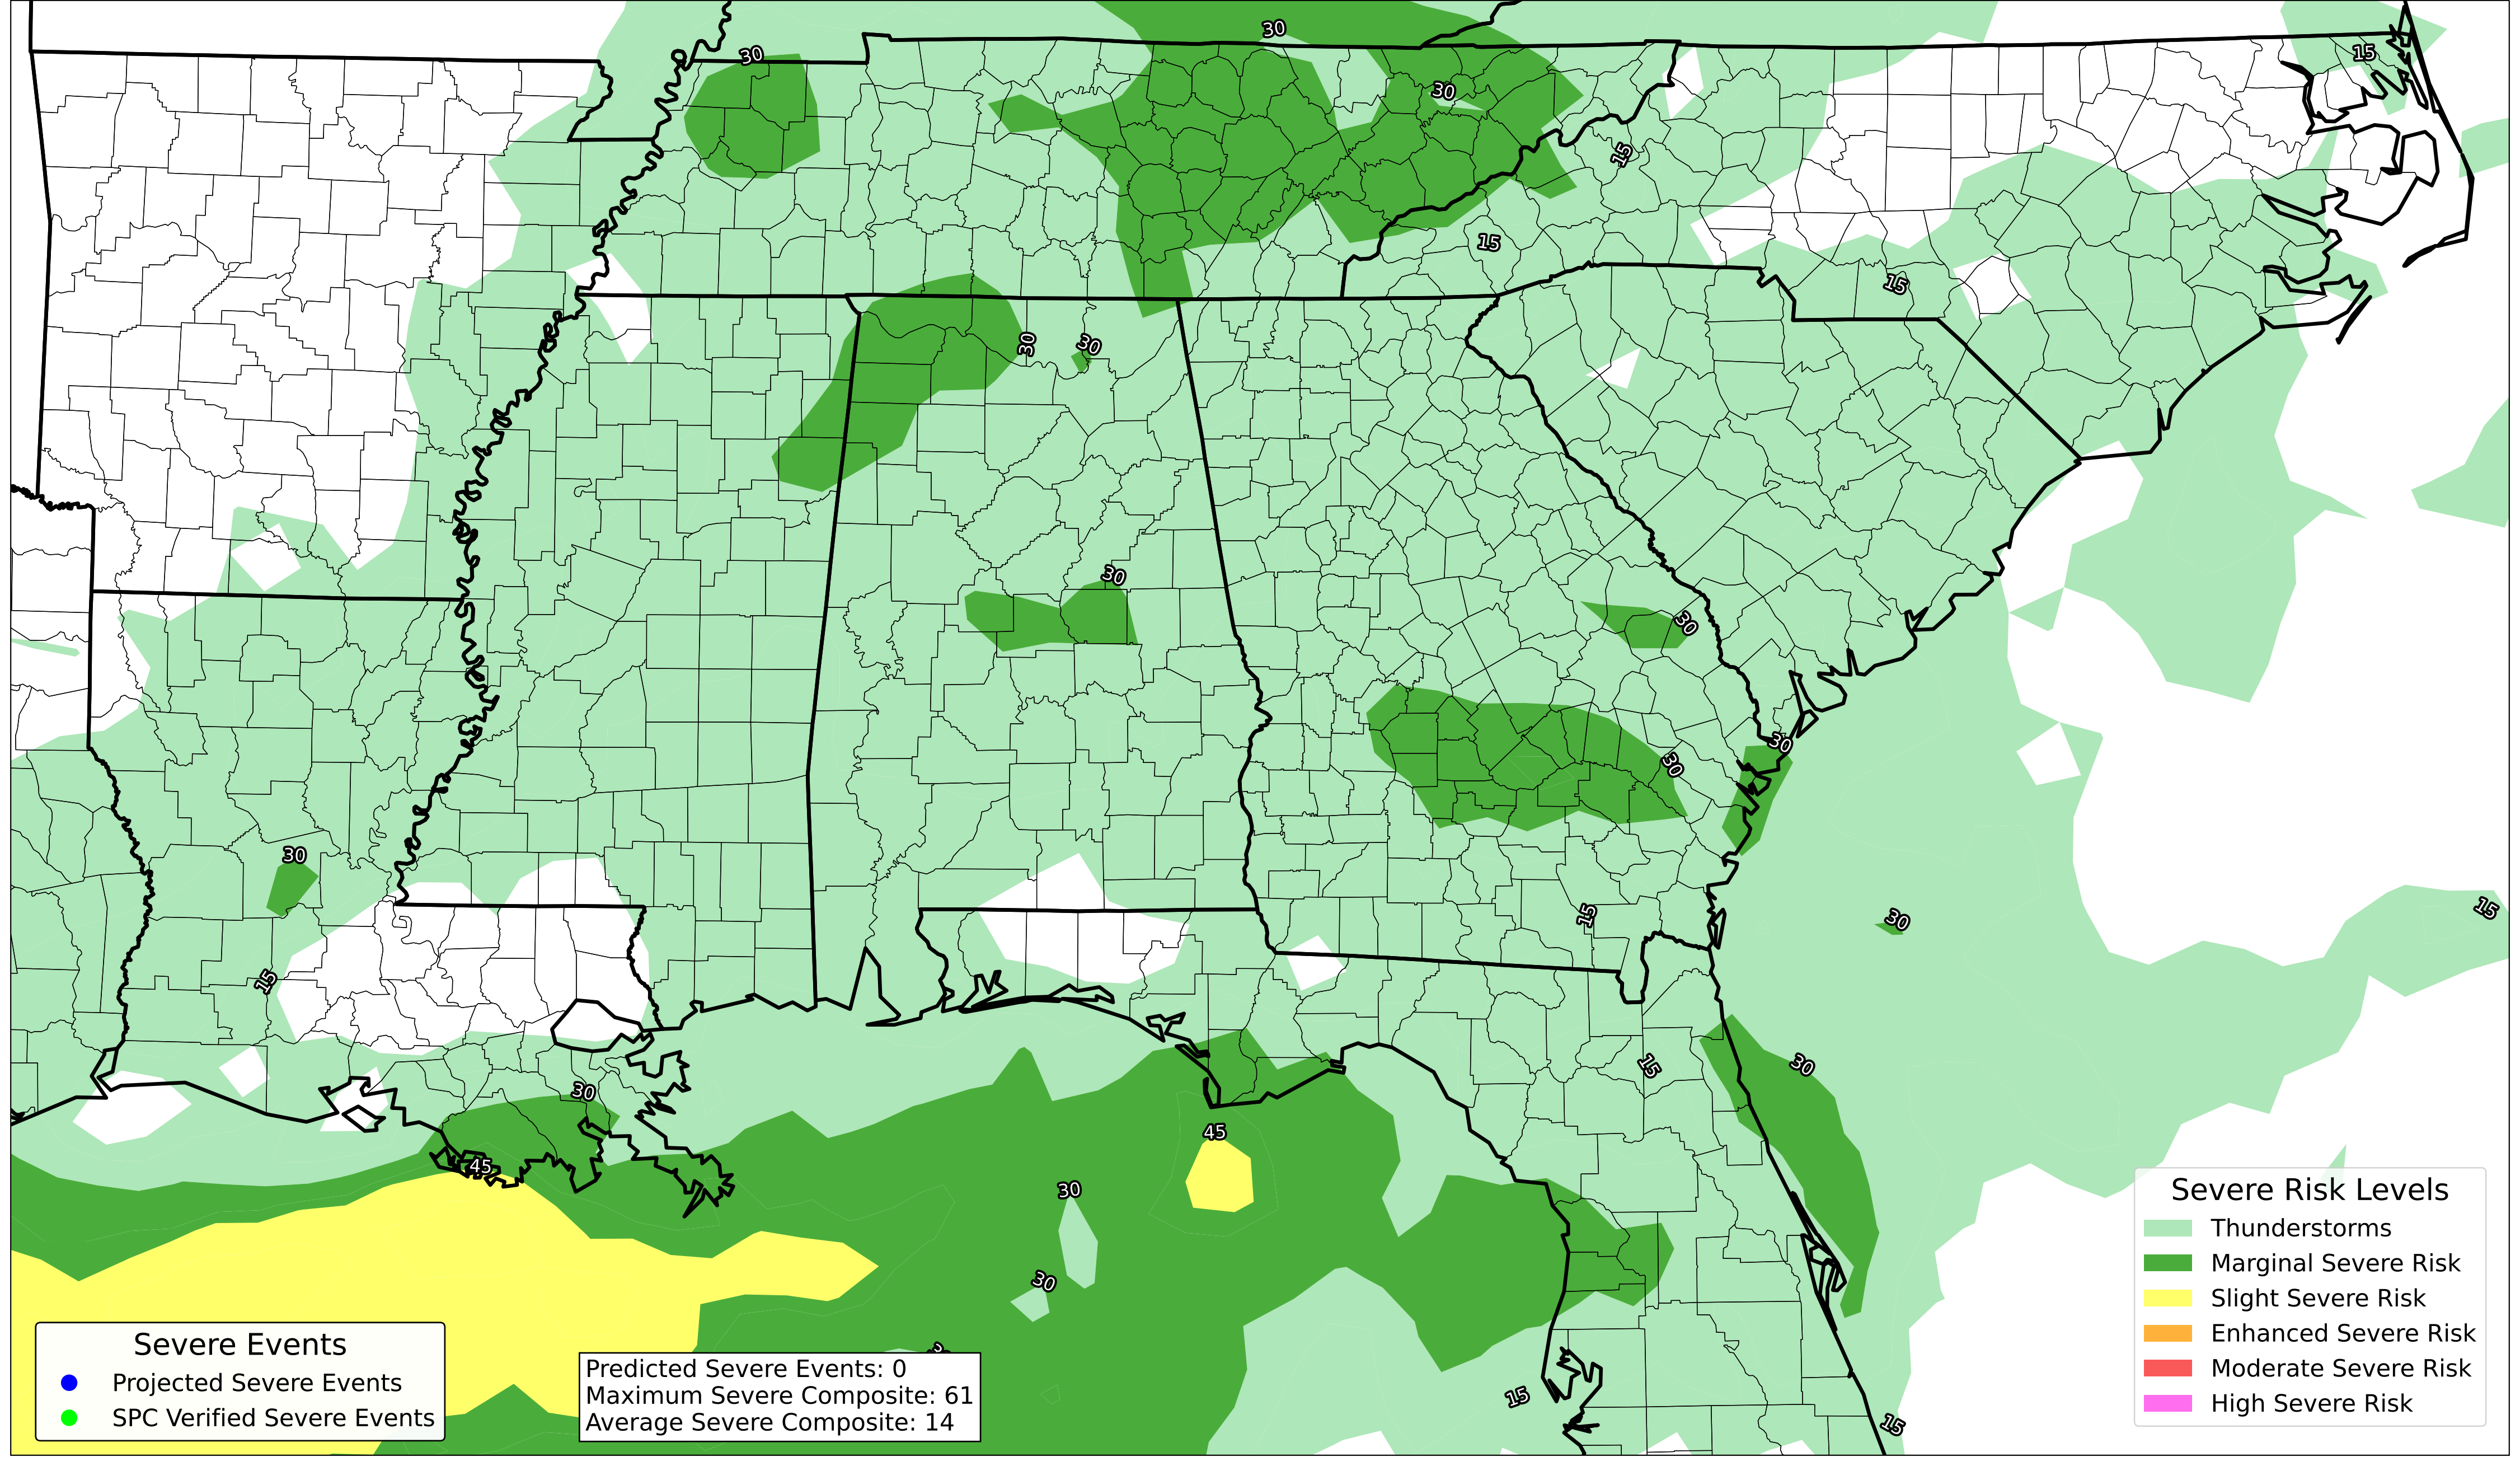 30
15
30
30
15
15
15
30
30
30
30
30
30
30
15
30
15
15
30
15
30
30
45
45
30
30
15
15
Severe Risk Levels
Thunderstorms
Marginal Severe Risk
Slight Severe Risk
Enhanced Severe Risk
Moderate Severe Risk
High Severe Risk
Severe Events
Projected Severe Events
SPC Verified Severe Events
Predicted Severe Events: 0
Maximum Severe Composite: 61
Average Severe Composite: 14